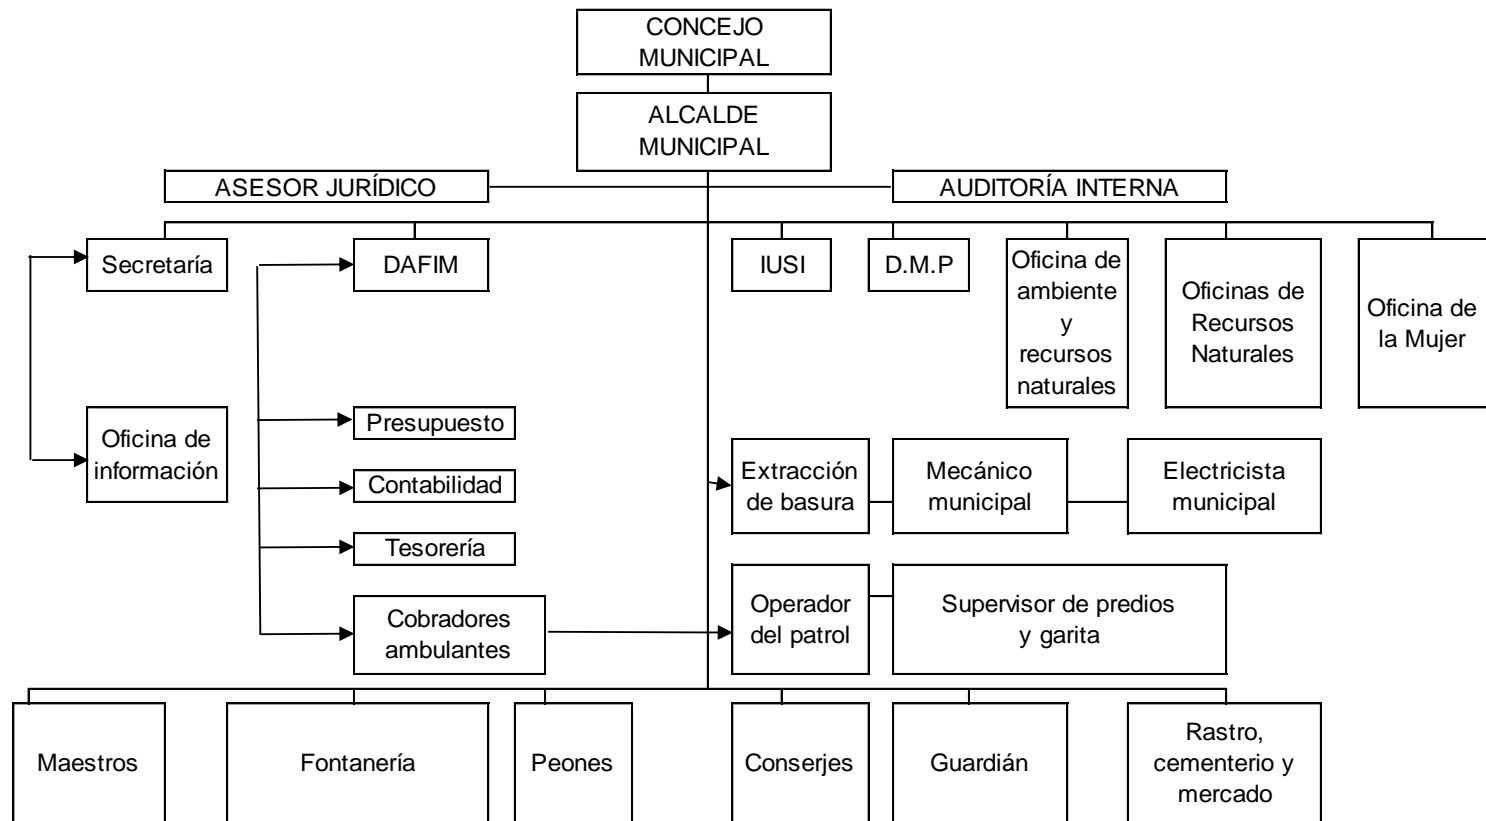 CONCEJO
MUNICIPAL
ALCALDE
MUNICIPAL
ASESOR JURÍDICO
AUDITORÍA INTERNA
Secretaría
DAFIM
IUSI
D.M.P
Oficina de
ambiente
y
recursos
naturales
Oficinas de
Recursos
Naturales
Oficina de
la Mujer
Oficina de
información
Presupuesto
Contabilidad
Tesorería
Cobradores
ambulantes
Extracción
de basura
Mecánico
municipal
Electricista
municipal
Operador
del patrol
Supervisor de predios
y garita
Maestros
Fontanería
Peones
Conserjes
Guardián
Rastro,
cementerio y
mercado